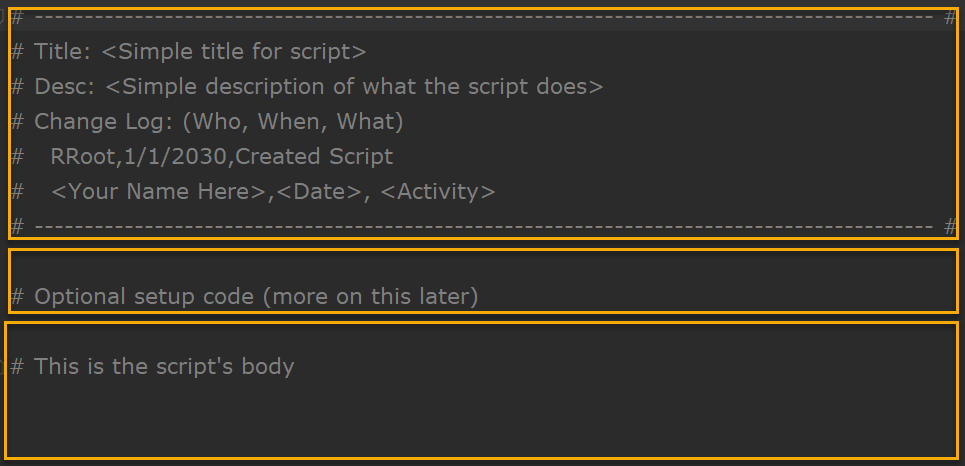 # ------------------------------------------------------------------------------------------ #
# Title: <Simple title for script>
# Desc: <Simple description of what the script does>
# Change Log: (Who, When, What)
#   RRoot,1/1/2030,Created Script
#   <Your Name Here>,<Date>, <Activity>
# ------------------------------------------------------------------------------------------ #
# Optional setup code (more on this later)
# This is the script's body